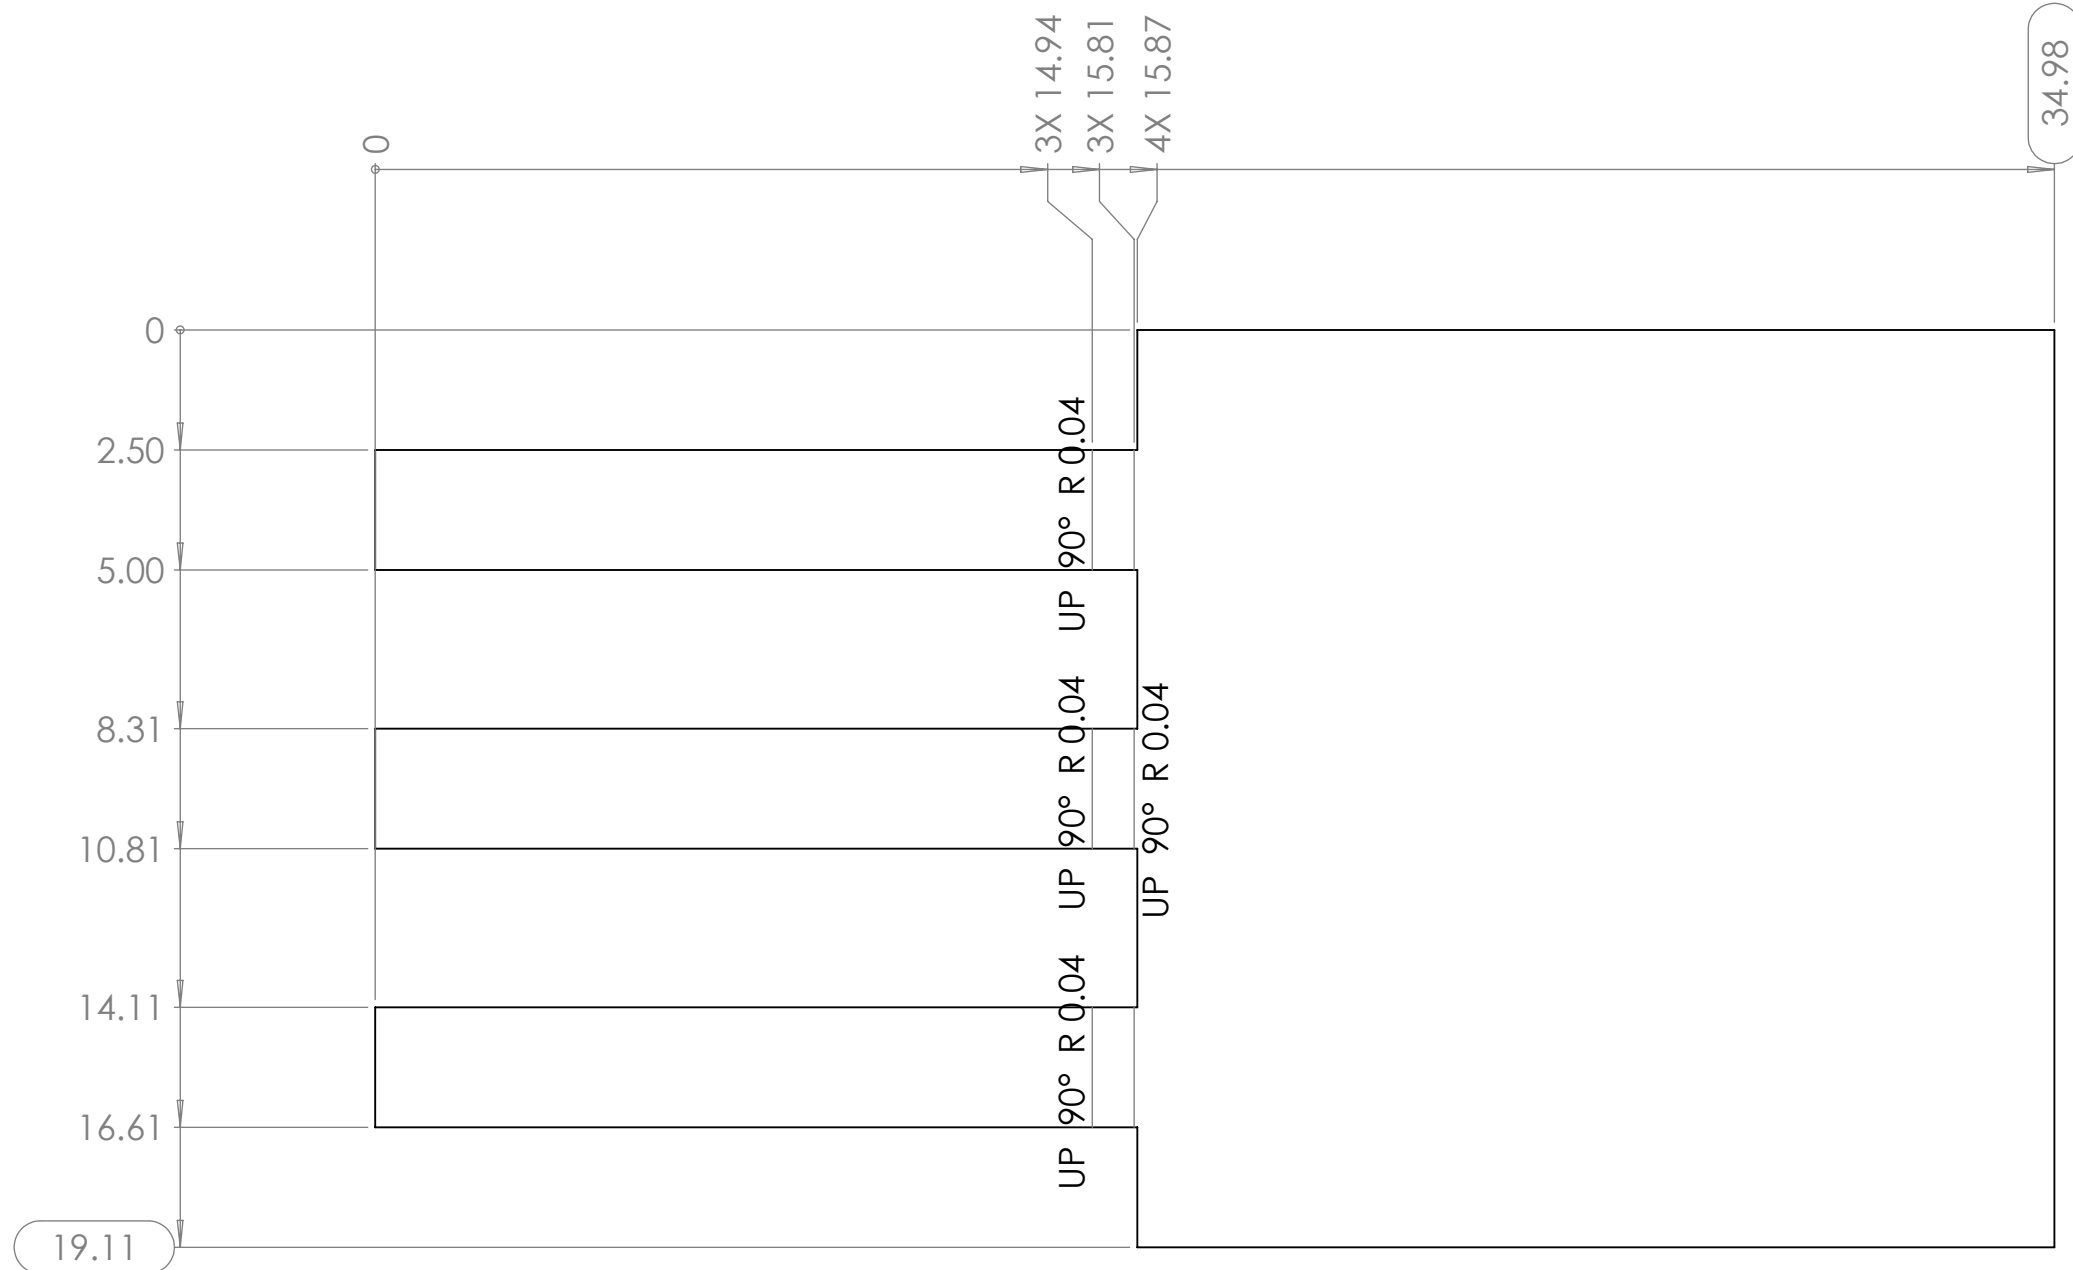 3X 14.94
3X 15.81
4X 15.87
34.98
0
0
2.50
5.00
8.31
10.81
14.11
16.61
19.11
UP 90° R 0.04
UP 90° R 0.04
UP 90° R 0.04
UP 90° R 0.04